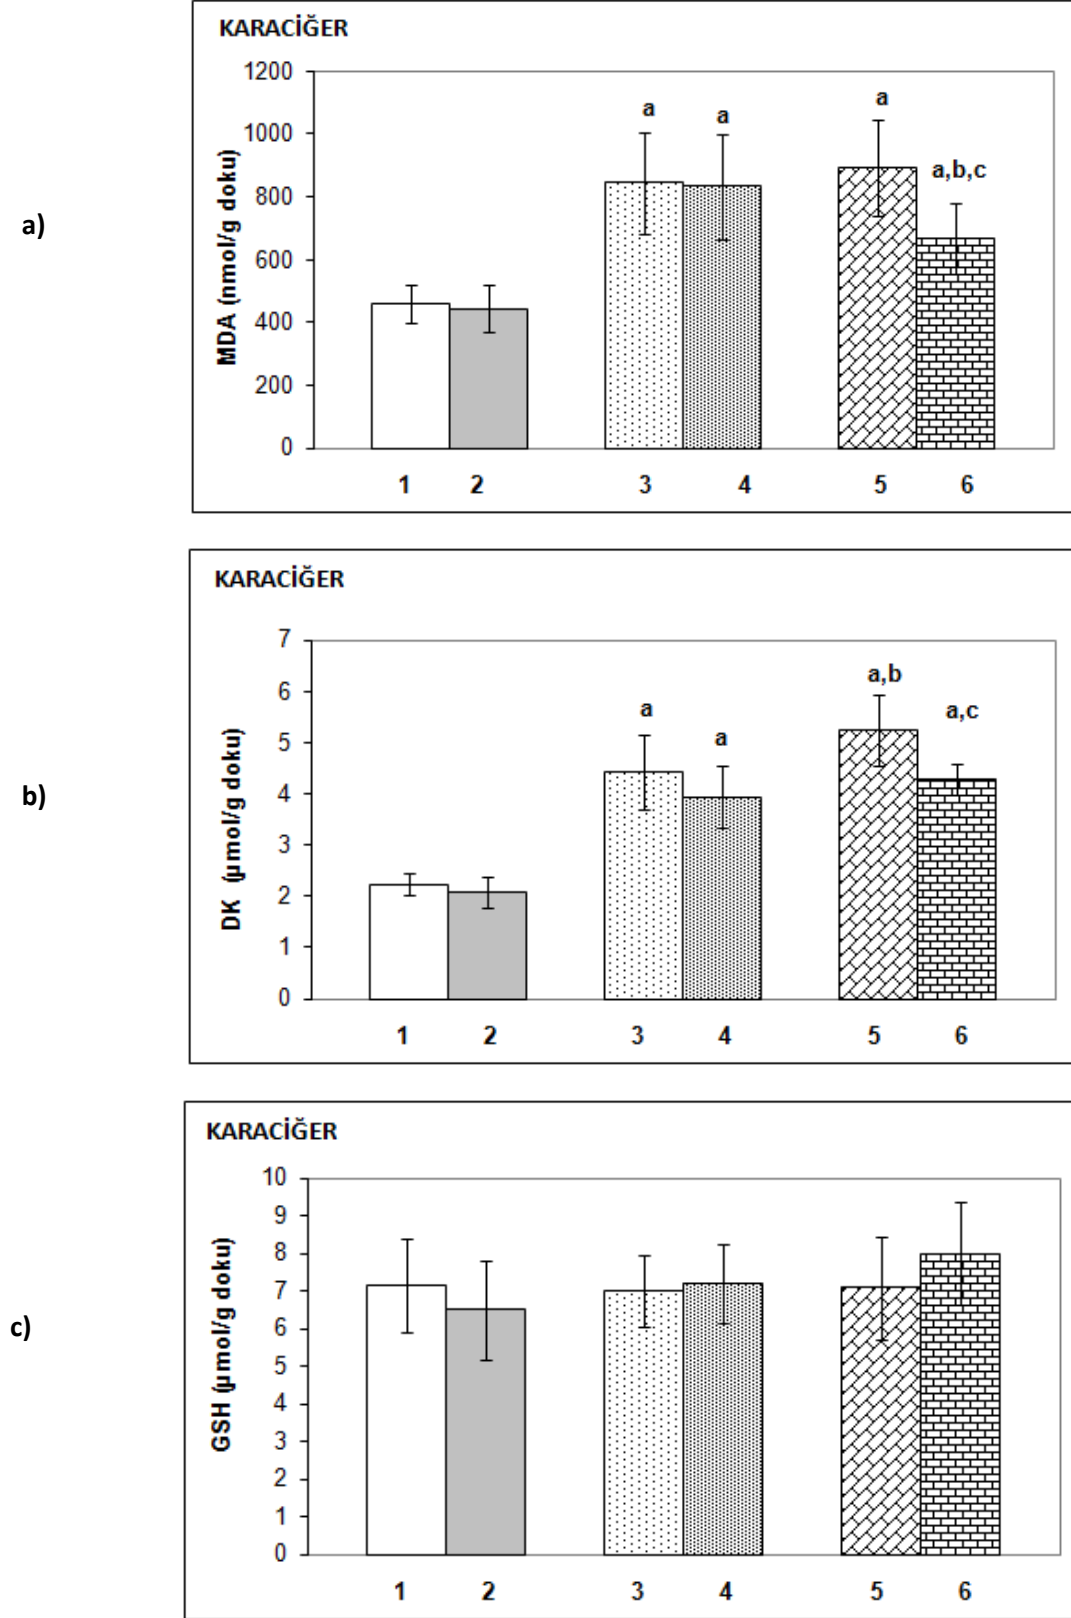 a)
KARACİĞER
MDA (nmol/g doku)
1200
1000
800
600
400
200
0
a
a
a
a,b,c
1 2 3 4 5 6
b)
KARACİĞER
DK (µmol/g doku)
7
6
5
4
3
2
1
0
a
a
a,b
a,c
1 2 3 4 5 6
c)
KARACİĞER
GSH (µmol/g doku)
10
9
8
7
6
5
4
3
2
1
0
1 2 3 4 5 6